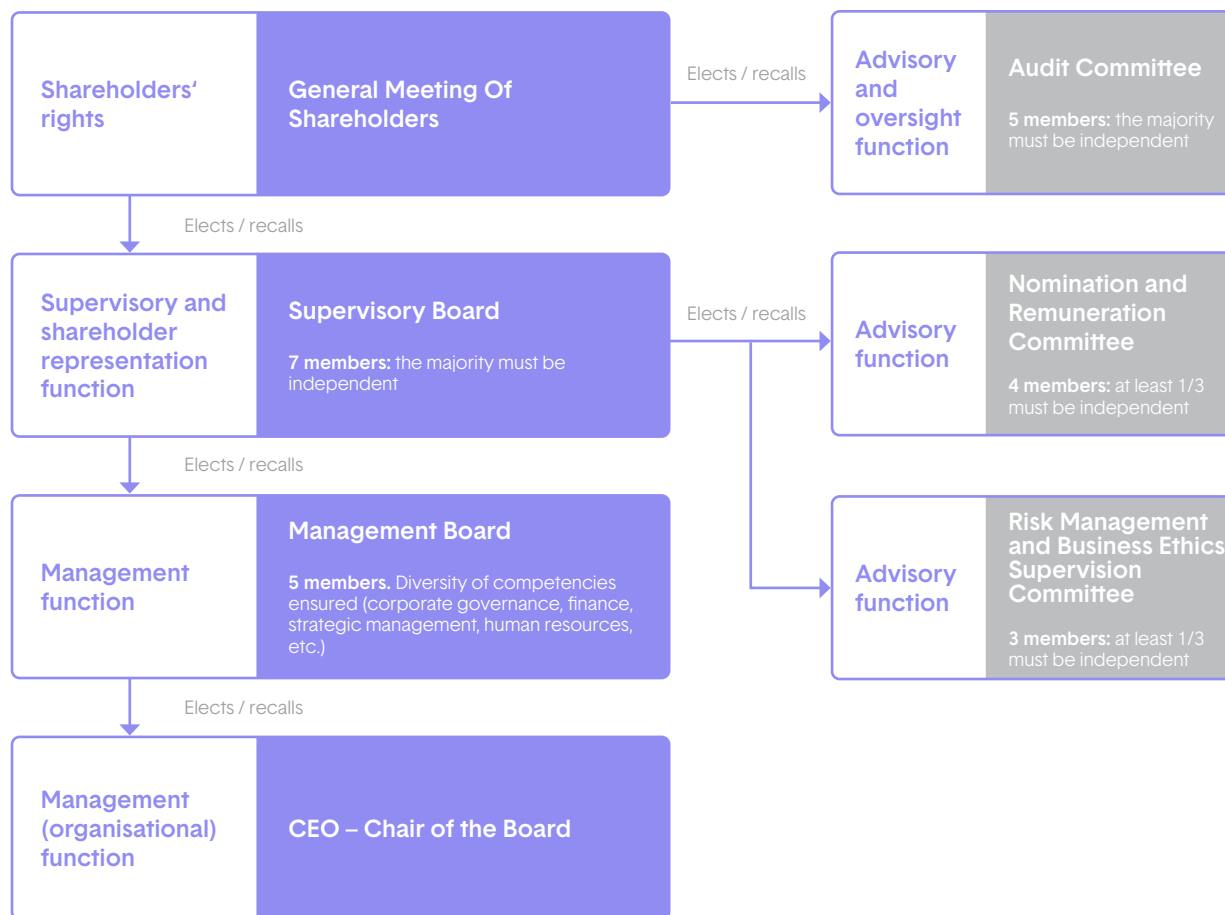 Shareholders‘
rights
General Meeting Of
Shareholders
Elects / recalls
Advisory
and
oversight
function
Audit Committee
5 members: the majority
must be independent
Elects / recalls
Supervisory and
shareholder
representation
function
Supervisory Board
7 members: the majority must be
independent
Elects / recalls
Advisory
function
Nomination and
Remuneration
Committee
4 members: at least 1/3
must be independent
Elects / recalls
Management
function
Management Board
5 members. Diversity of competencies
ensured (corporate governance, finance,
strategic management, human resources,
etc.)
Advisory
function
Risk Management
and Business Ethics
Supervision
Committee
3 members: at least 1/3
must be independent
Elects / recalls
Management
(organisational)
function
CEO – Chair of the Board